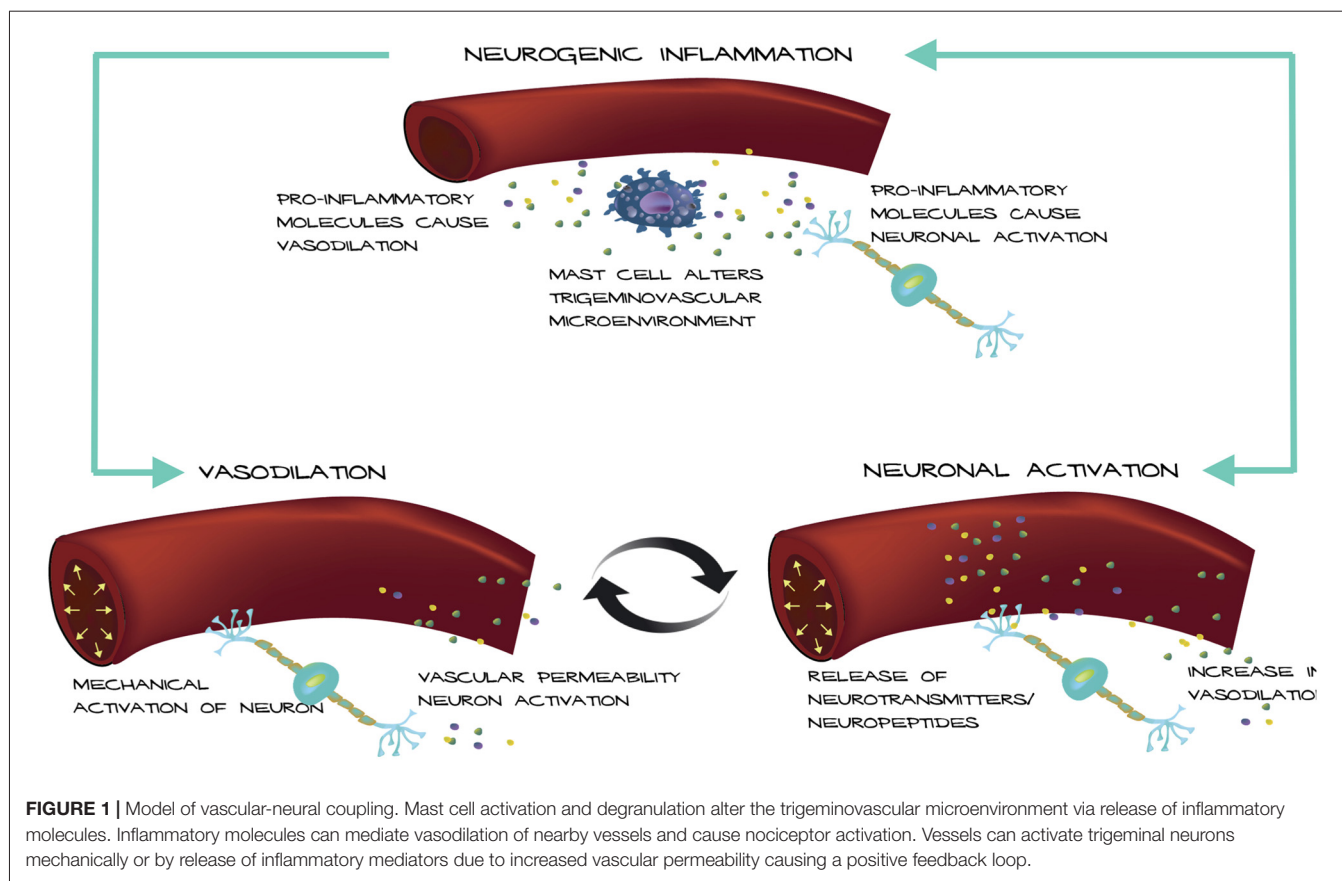 NEUROGENIC INFLAMMATION
PRO-INFLAMMATORY
MOLECULES CAUSE
VASODILATION
PRO-INFLAMMATORY
MOLECULES CAUSE
NEURONAL ACTIVATION
MAST CELL ALTERS
TRIGEMINOVASCULAR
MICROENVIRONMENT
VASODILATION
NEURONAL ACTIVATION
MECHANICAL
ACTIVATION OF NEURON
VASCULAR PERMEABILITY
NEURON ACTIVATION
RELEASE OF
NEUROTRANSMITTERS/
NEUROPEPTIDES
INCREASE IN
VASODILATIO
FIGURE 1 | Model of vascular-neural coupling. Mast cell activation and degranulation alter the trigeminovascular microenvironment via release of inflammatory
molecules. Inflammatory molecules can mediate vasodilation of nearby vessels and cause nociceptor activation. Vessels can activate trigeminal neurons
mechanically or by release of inflammatory mediators due to increased vascular permeability causing a positive feedback loop.